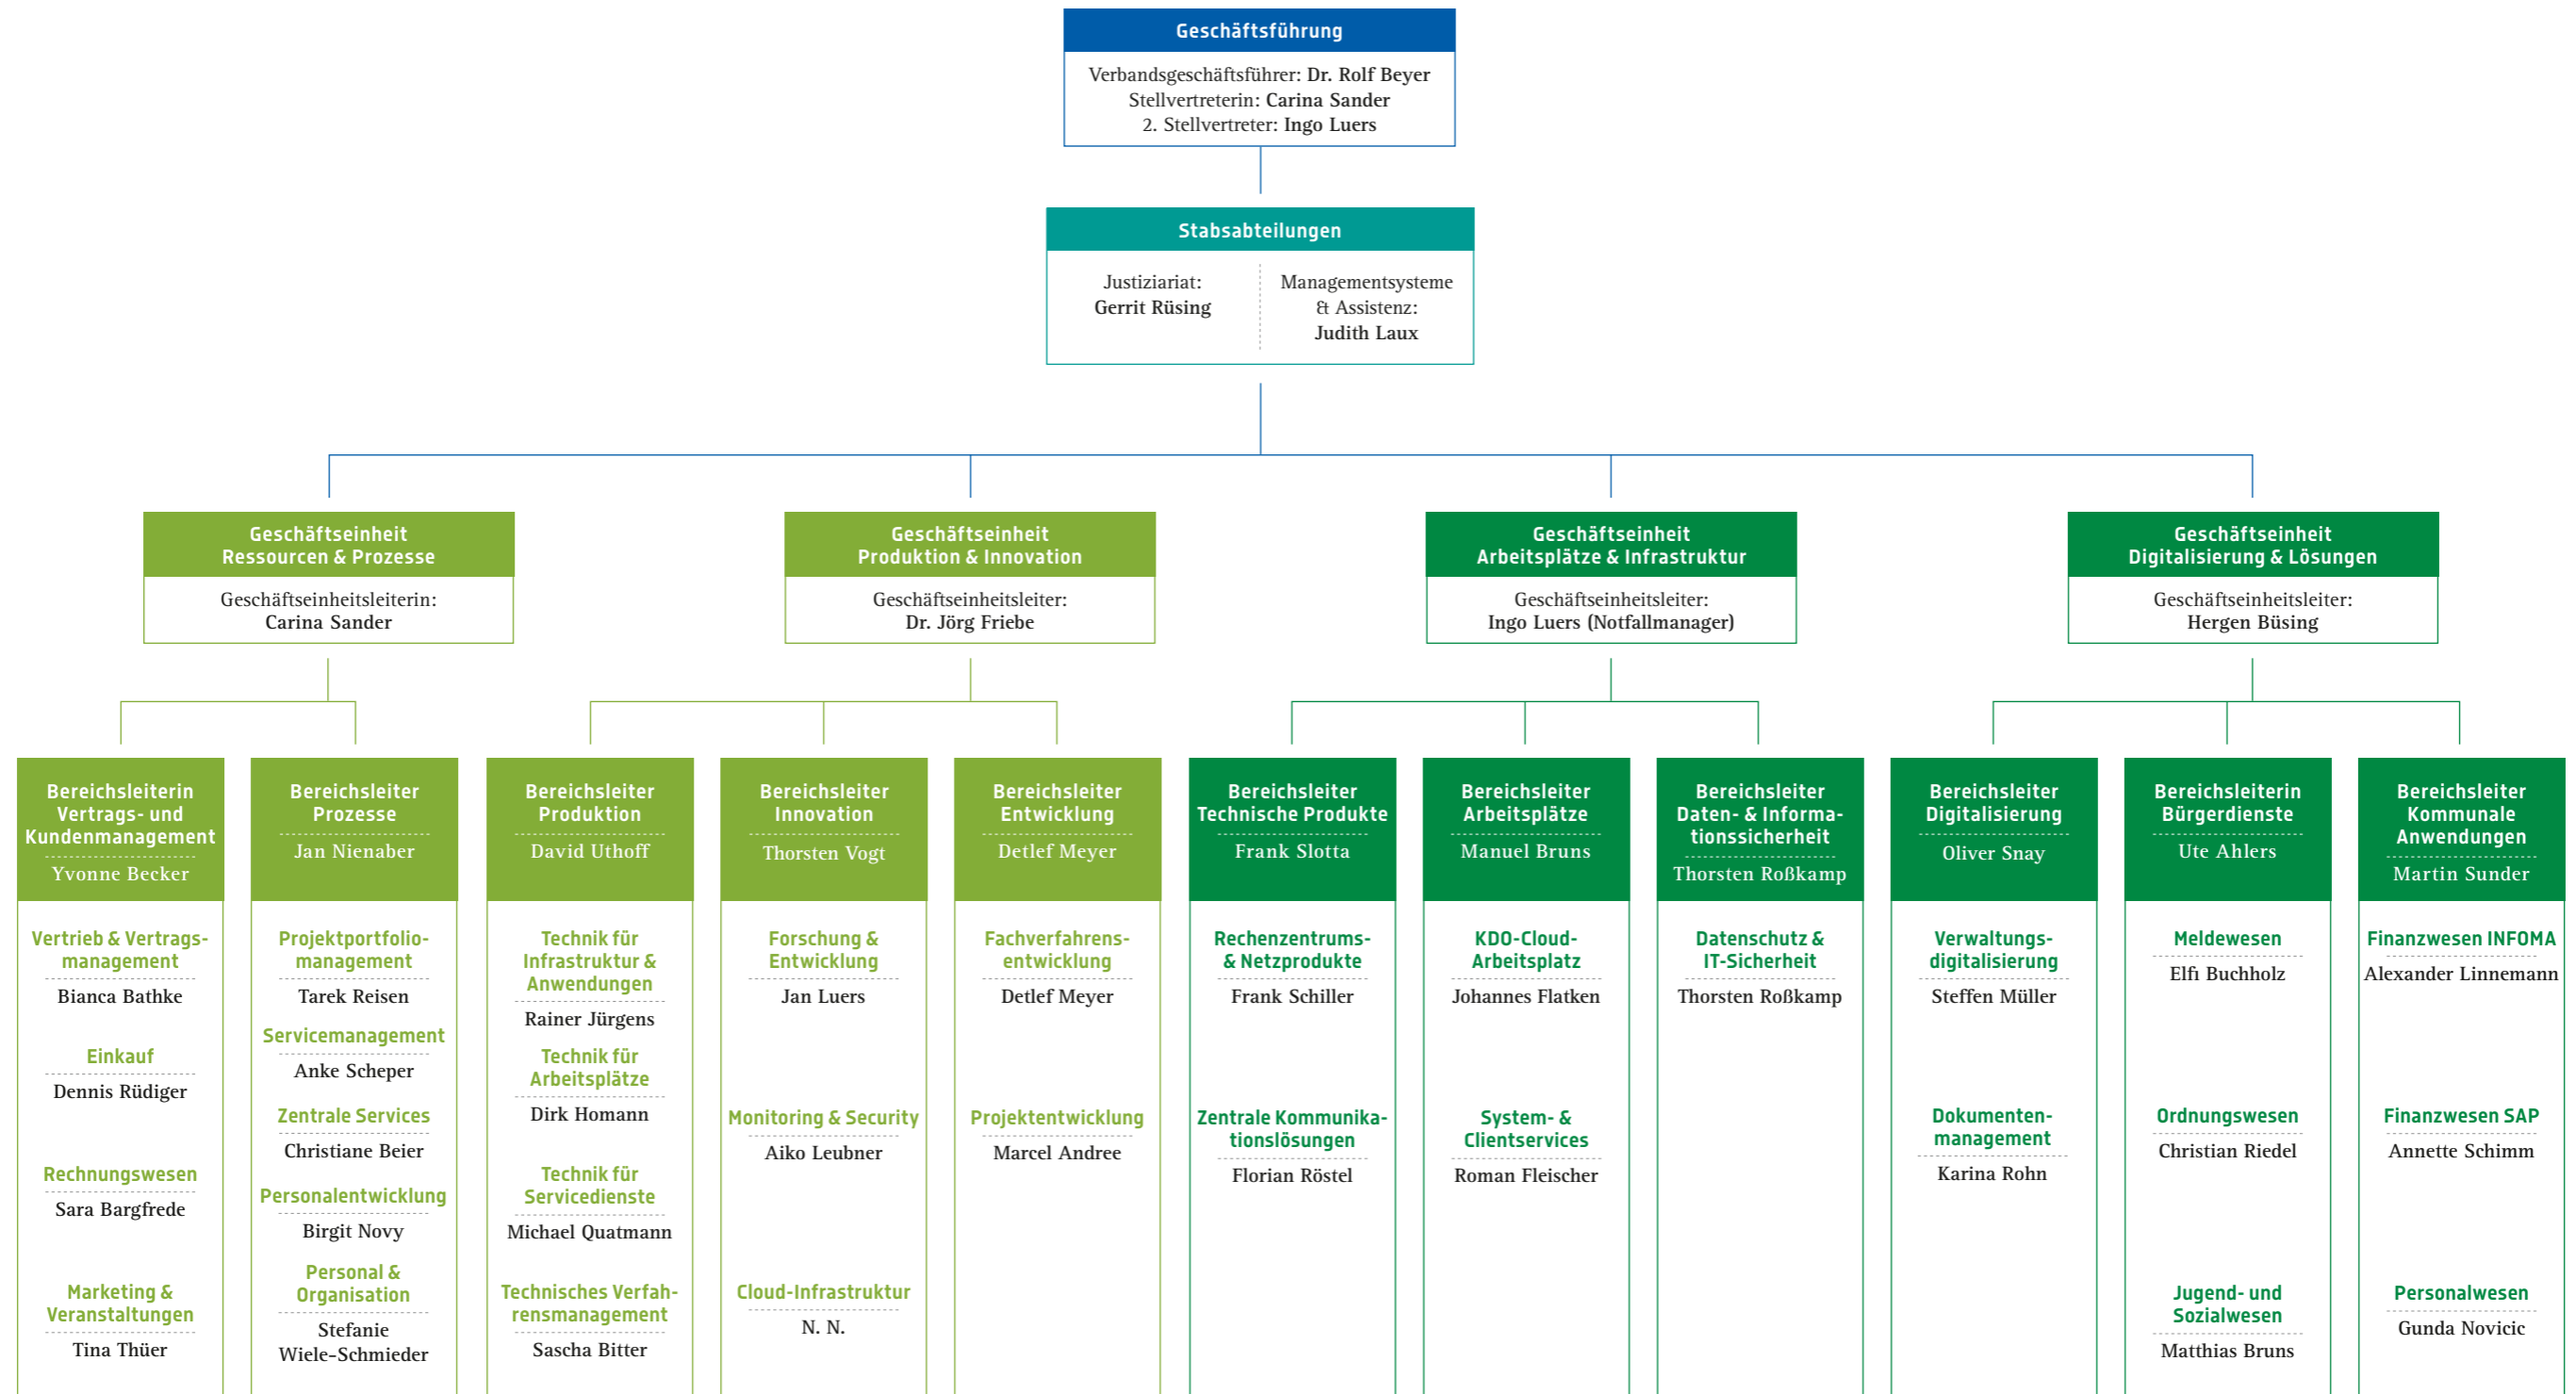 Geschäftsführung
Verbandsgeschäftsführer: Dr. Rolf Beyer
Stellvertreterin: Carina Sander
2. Stellvertreter: Ingo Luers
Stabsabteilungen
Justiziariat:
Gerrit Rüsing
Managementsysteme
& Assistenz:
Judith Laux
Geschäftseinheit
Ressourcen & Prozesse
Geschäftseinheitsleiterin:
Carina Sander
Geschäftseinheit
Produktion & Innovation
Geschäftseinheitsleiter:
Dr. Jörg Friebe
Geschäftseinheit
Arbeitsplätze & Infrastruktur
Geschäftseinheitsleiter:
Ingo Luers (Notfallmanager)
Geschäftseinheit
Digitalisierung & Lösungen
Geschäftseinheitsleiter:
Hergen Büsing
Bereichsleiterin
Vertrags- und
Kundenmanagement
Yvonne Becker
Vertrieb & Vertrags-
management
Bianca Bathke
Einkauf
Dennis Rüdiger
Rechnungswesen
Sara Bargfrede
Marketing &
Veranstaltungen
Tina Thüer
Bereichsleiter
Prozesse
Jan Nienaber
Projektportfolio-
management
Tarek Reisen
Servicemanagement
Anke Scheper
Zentrale Services
Christiane Beier
Personalentwicklung
Birgit Novy
Personal &
Organisation
Stefanie
Wiele-Schmieder
Bereichsleiter
Produktion
David Uthoff
Technik für
Infrastruktur &
Anwendungen
Rainer Jürgens
Technik für
Arbeitsplätze
Dirk Homann
Technik für
Servicedienste
Michael Quatmann
Technisches Verfah-
rensmanagement
Sascha Bitter
Bereichsleiter
Innovation
Thorsten Vogt
Forschung &
Entwicklung
Jan Luers
Monitoring & Security
Aiko Leubner
Cloud-Infrastruktur
N. N.
Bereichsleiter
Entwicklung
Detlef Meyer
Fachverfahrens-
entwicklung
Detlef Meyer
Projektentwicklung
Marcel Andree
Bereichsleiter
Technische Produkte
Frank Slotta
Rechenzentrums-
& Netzprodukte
Frank Schiller
Zentrale Kommunika-
tionslösungen
Florian Röstel
Bereichsleiter
Arbeitsplätze
Manuel Bruns
KDO-Cloud-
Arbeitsplatz
Johannes Flatken
System- &
Clientservices
Roman Fleischer
Bereichsleiter
Daten- & Informa-
tionssicherheit
Thorsten Roßkamp
Datenschutz &
IT-Sicherheit
Thorsten Roßkamp
Bereichsleiter
Digitalisierung
Oliver Snay
Verwaltungs-
digitalisierung
Steffen Müller
Dokumenten-
management
Karina Rohn
Bereichsleiterin
Bürgerdienste
Ute Ahlers
Meldewesen
Elfi Buchholz
Ordnungswesen
Christian Riedel
Jugend- und
Sozialwesen
Matthias Bruns
Bereichsleiter
Kommunale
Anwendungen
Martin Sunder
Finanzwesen INFOMA
Alexander Linnemann
Finanzwesen SAP
Annette Schimm
Personalwesen
Gunda Novicic